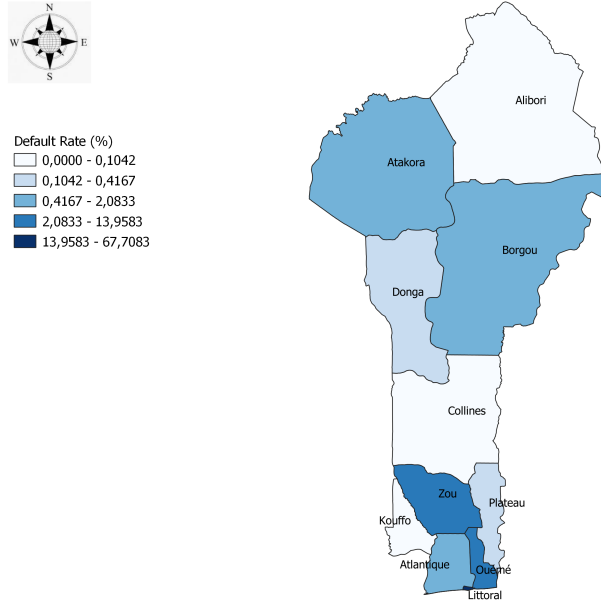 N
W E
S
Default Rate (%)
0,0000 - 0,1042
0,1042 - 0,4167
0,4167 - 2,0833
2,0833 - 13,9583
13,9583 - 67,7083
Alibori
Atakora
Borgou
Donga
Collines
Zou
Plateau
Kouffo
Atlantique
Ouémé
Littoral